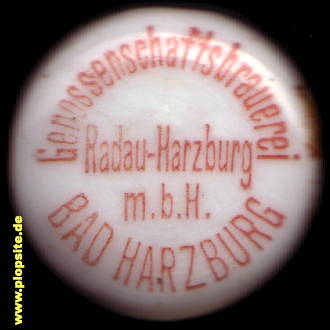 Genossenschaftsbrauerei
Radau-Harzburg
m.b.H.
BAD HARZBURG
www.plopsite.de